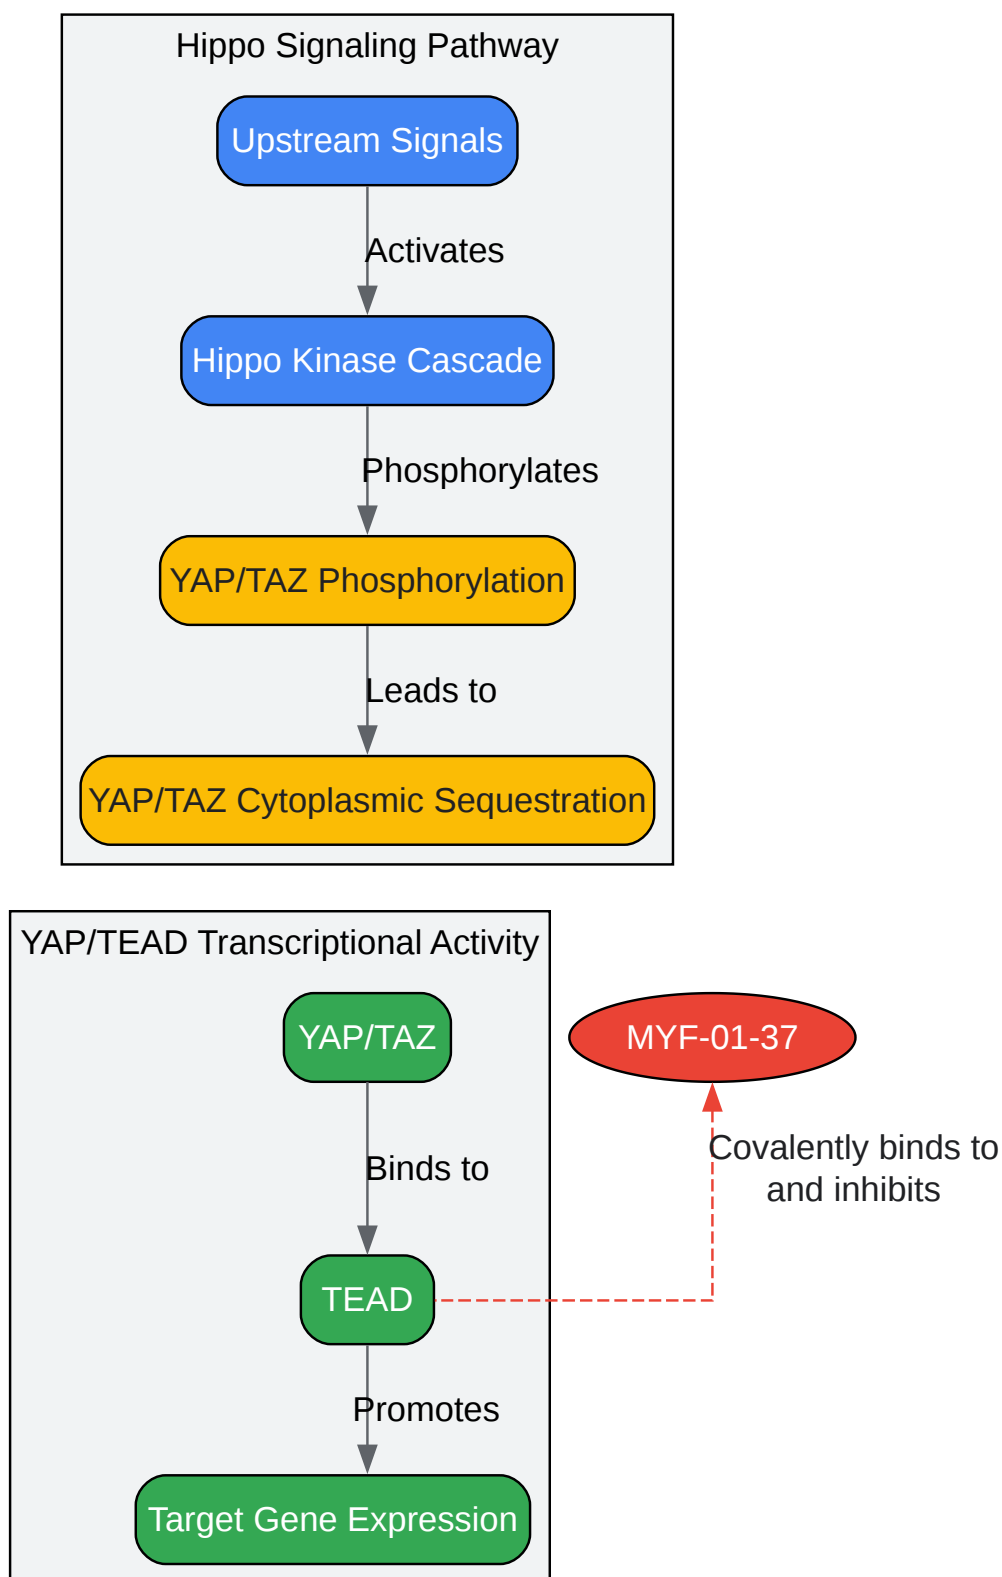 Hippo Signaling Pathway
Upstream Signals
Activates
Hippo Kinase Cascade
Phosphorylates
YAP/TAZ Phosphorylation
Leads to
YAP/TAZ Cytoplasmic Sequestration
YAP/TEAD Transcriptional Activity
YAP/TAZ
MYF-01-37
Covalently binds to
and inhibits
Binds to
TEAD
Promotes
Target Gene Expression